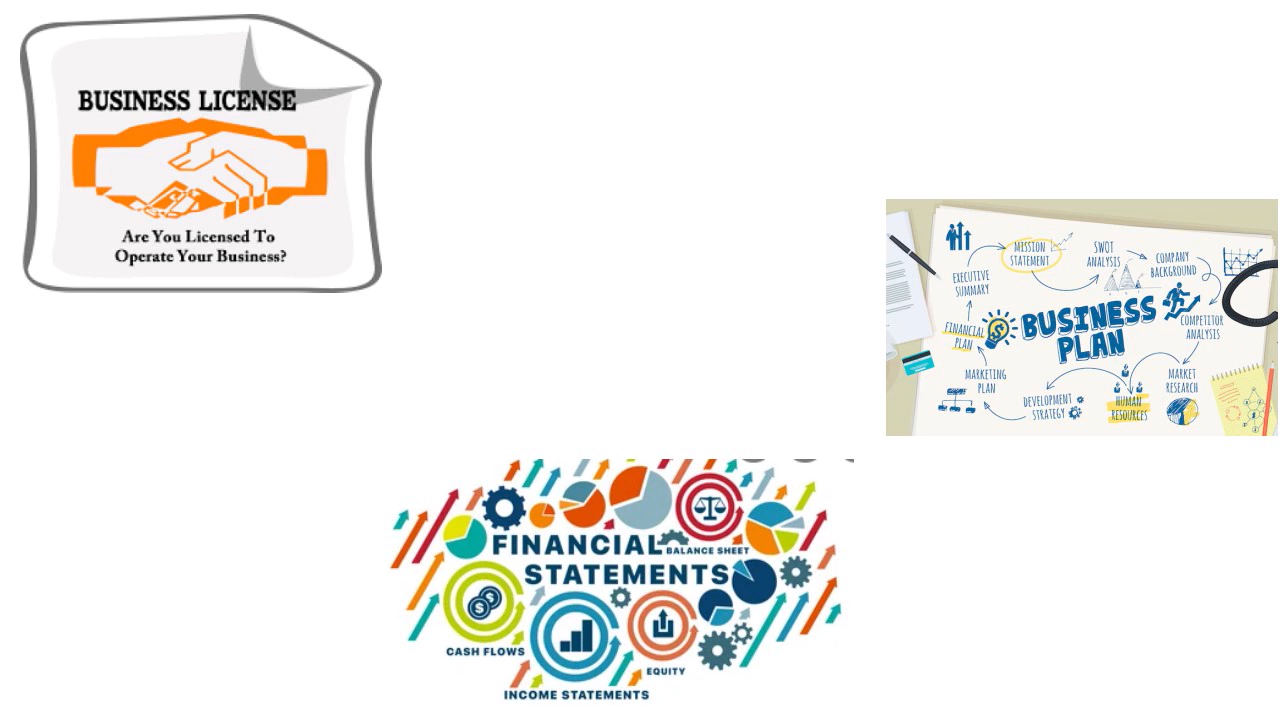 BUSINESS LICENSE
Are You Licensed To
Operate Your Business?
MISSION
STATEMENT
SWOT
ANALYSIS
COMPANY
BACKGROUND
EXECUTIVE
SUMMARY
BUSINESS
PLAN
COMPETITOR
ANALYSIS
FINANCIAL
PLAN
MARKETING
PLAN
MARKET
RESEARCH
DEVELOPMENT
STRATEGY
HUMAN
RESOURCES
FINANCIAL
BALANCE SHEET
STATEMENTS
CASH FLOWS
EQUITY
INCOME STATEMENTS